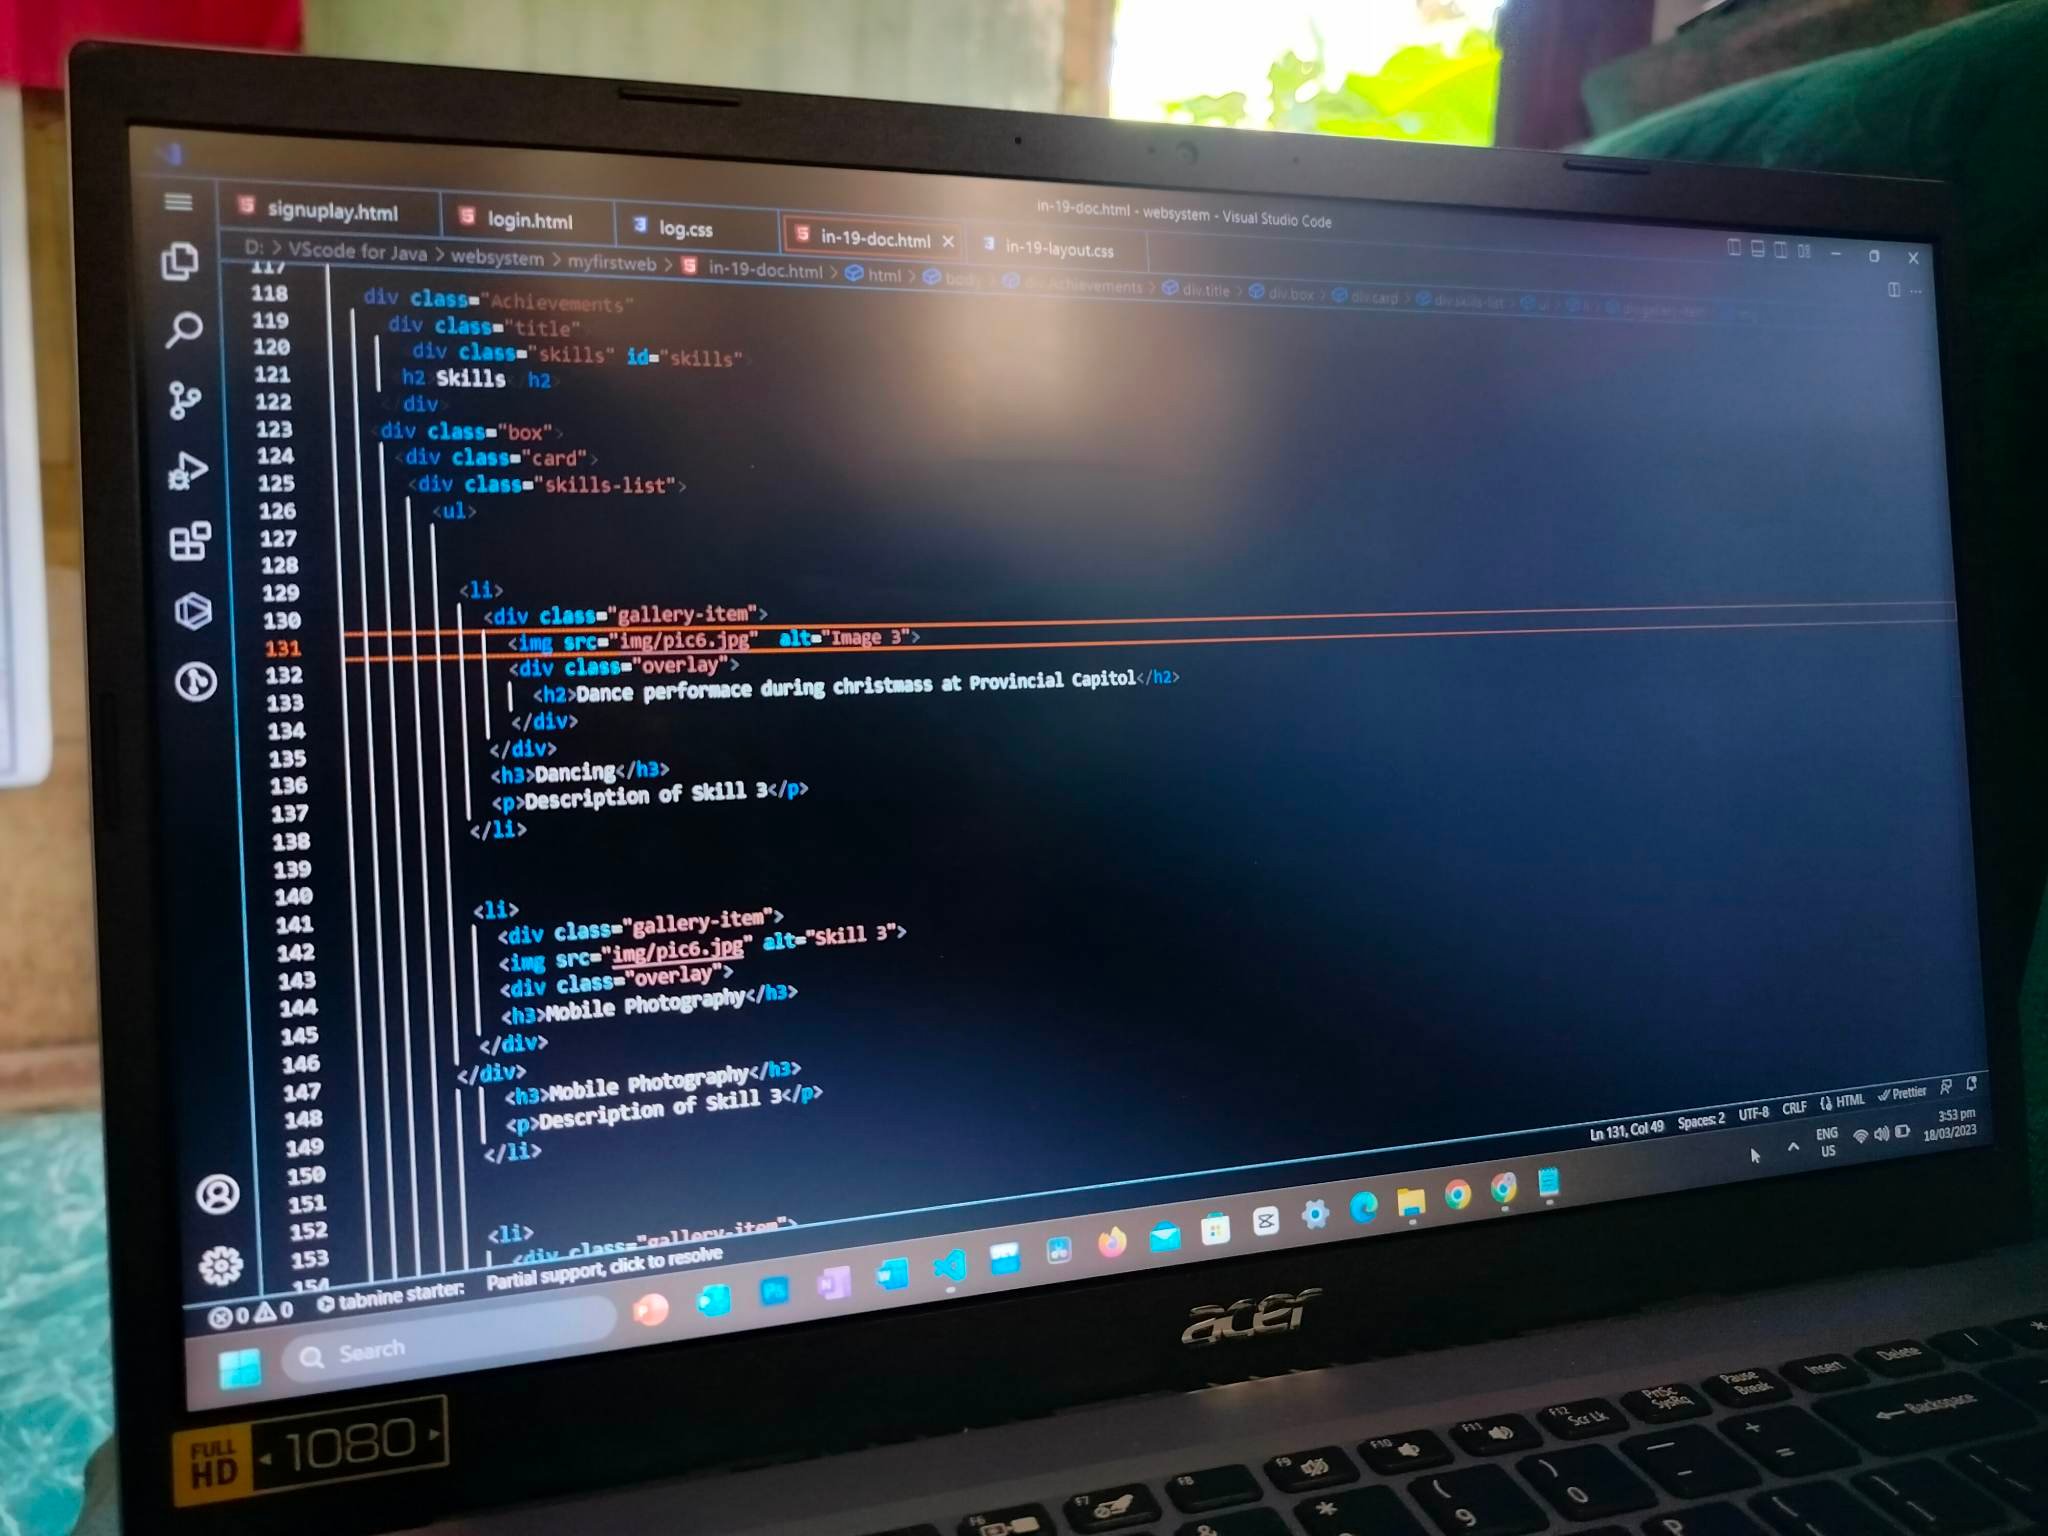 in-19-doc.html - websystem - Visual Studio Code
signuplay.html login.html log.css in-19-doc.html in-19-layout.css
D: > VScode for Java > websystem > myfirstweb > in-19-doc.html > html > body > div.Achievements > div.title > div.box > div.card > div.skills-list > ul
117
118 div class="Achievements"
119 div class="title"
120 div class="skills" id="skills"
121 h2 Skills h2
122 /div>
123 <div class="box">
124 <div class="card">
125 <div class="skills-list">
126 <ul>
127
128
129 <li>
130 <div class="gallery-item">
131 <img src="img/pic6.jpg" alt="Image 3">
132 <div class="overlay">
133 <h2>Dance performace during christmass at Provincial Capitol</h2>
134 </div>
135 </div>
136 <h3>Dancing</h3>
137 <p>Description of Skill 3</p>
138 </li>
139
140
141 <li>
142 <div class="gallery-item">
143 <img src="img/pic6.jpg" alt="Skill 3">
144 <div class="overlay">
145 <h3>Mobile Photography</h3>
146 </div>
147 </div>
148 <h3>Mobile Photography</h3>
149 <p>Description of Skill 3</p>
150 </li>
151
152
153 <li>
154 <div class="gallery-item">
0 0 tabnine starter: Partial support, click to resolve
Ln 131, Col 49 Spaces: 2 UTF-8 CRLF HTML Prettier
Search
ENG
US
3:53 pm
18/03/2023
acer
FULL
HD
1080
F6 F7 F8 F9 F10 F11 F12
Scr Lk
PrtSc
SysRq
Pause
Break
Insert
Delete
Backspace
9
0
P